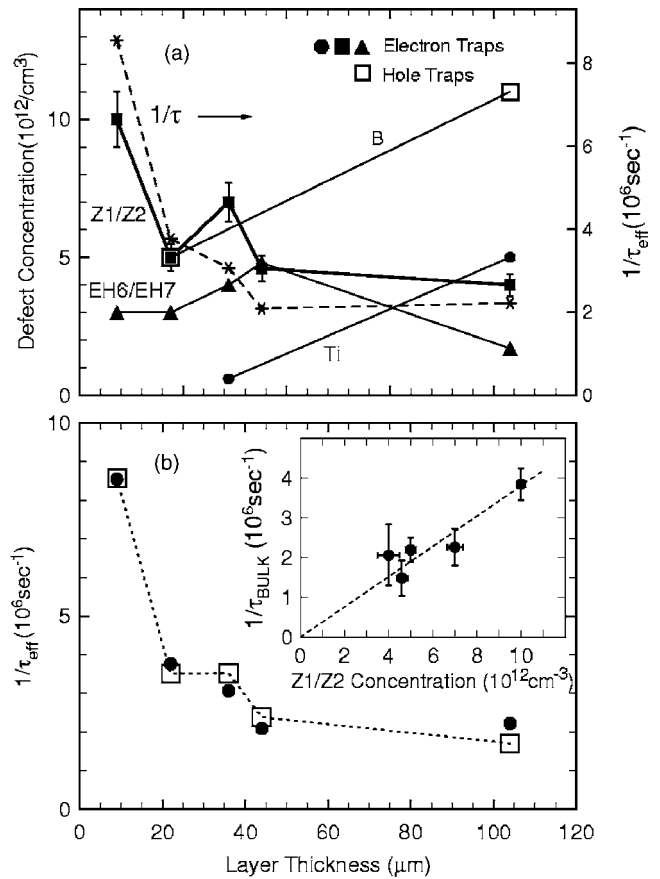 (a)
Electron Traps
Hole Traps
1/τ
B
Z1/Z2
EH6/EH7
Ti
Defect Concentration(10¹²/cm³)
0
5
10
1/τeff(10⁶sec⁻¹)
0
2
4
6
8
(b)
1/τeff(10⁶sec⁻¹)
0
5
10
1/τBULK (10⁶sec⁻¹)
0
1
2
3
4
0 2 4 6 8 10
Z1/Z2 Concentration (10¹²cm⁻³)
0 20 40 60 80 100 120
Layer Thickness (μm)